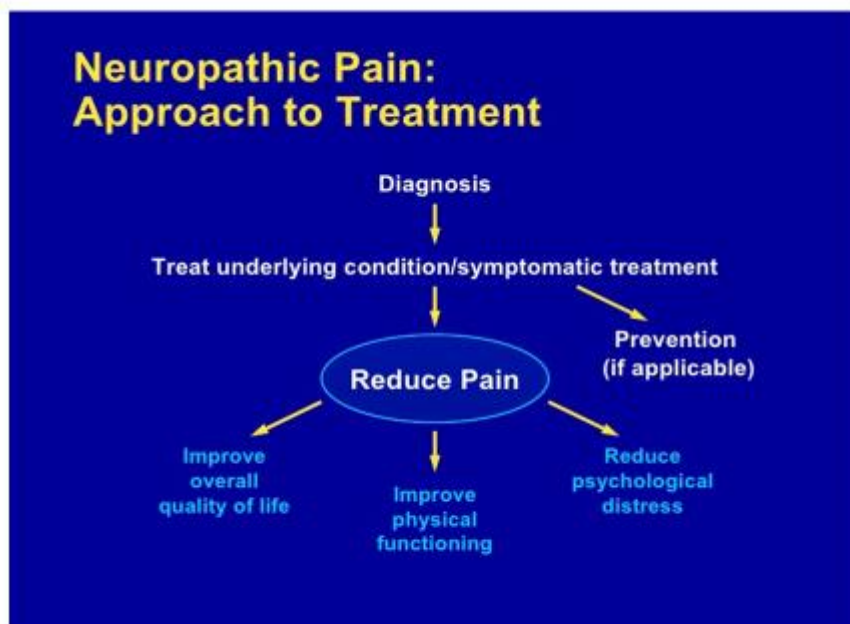 Neuropathic Pain:
Approach to Treatment
Diagnosis
Treat underlying condition/symptomatic treatment
Prevention
(if applicable)
Reduce Pain
Improve
overall
quality of life
Improve
physical
functioning
Reduce
psychological
distress